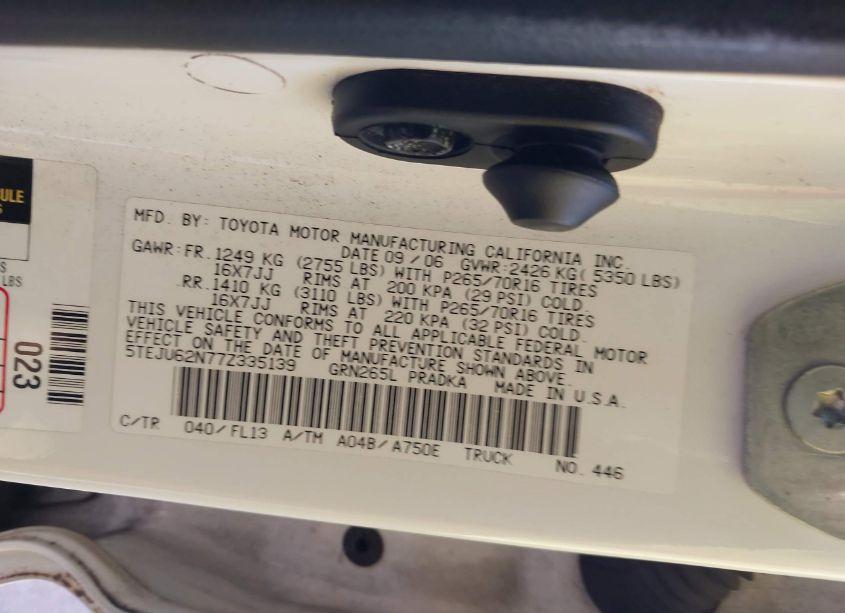 MFD. BY: TOYOTA MOTOR MANUFACTURING CALIFORNIA INC.
DATE 09 / 06 GVWR: 2426 KG( 5350 LBS)
GAWR: FR. 1249 KG (2755 LBS) WITH P265/70R16 TIRES
16X7JJ RIMS AT 200 KPA (29 PSI) COLD.
RR. 1410 KG (3110 LBS) WITH P265/70R16 TIRES
16X7JJ RIMS AT 220 KPA (32 PSI) COLD.
THIS VEHICLE CONFORMS TO ALL APPLICABLE FEDERAL MOTOR
VEHICLE SAFETY AND THEFT PREVENTION STANDARDS IN
EFFECT ON THE DATE OF MANUFACTURE SHOWN ABOVE.
5TEJU62N77Z335139 GRN265L PRADKA MADE IN U.S.A.
C/TR 040/FL13 A/TM A04B/A750E TRUCK NO. 446
LBS
023